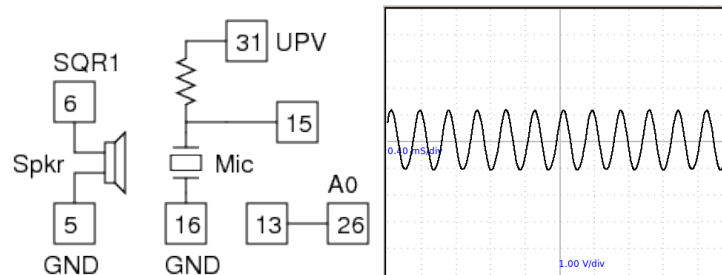 31 UPV
SQR1
6
15
Spkr
Mic
A0
5
16
13
26
GND
GND
0.40 mS/div
1.00 V/div